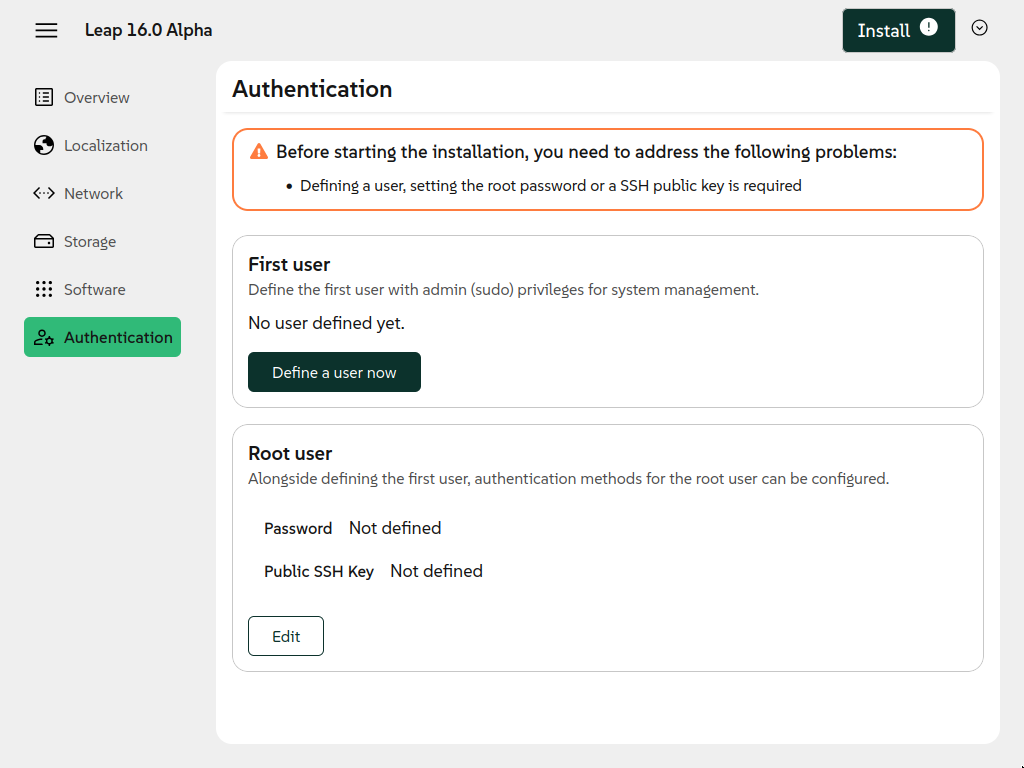 Leap 16.0 Alpha
Install
Overview
Localization
Network
Storage
Software
Authentication
Authentication
Before starting the installation, you need to address the following problems:
• Defining a user, setting the root password or a SSH public key is required
First user
Define the first user with admin (sudo) privileges for system management.
No user defined yet.
Define a user now
Root user
Alongside defining the first user, authentication methods for the root user can be configured.
Password Not defined
Public SSH Key Not defined
Edit